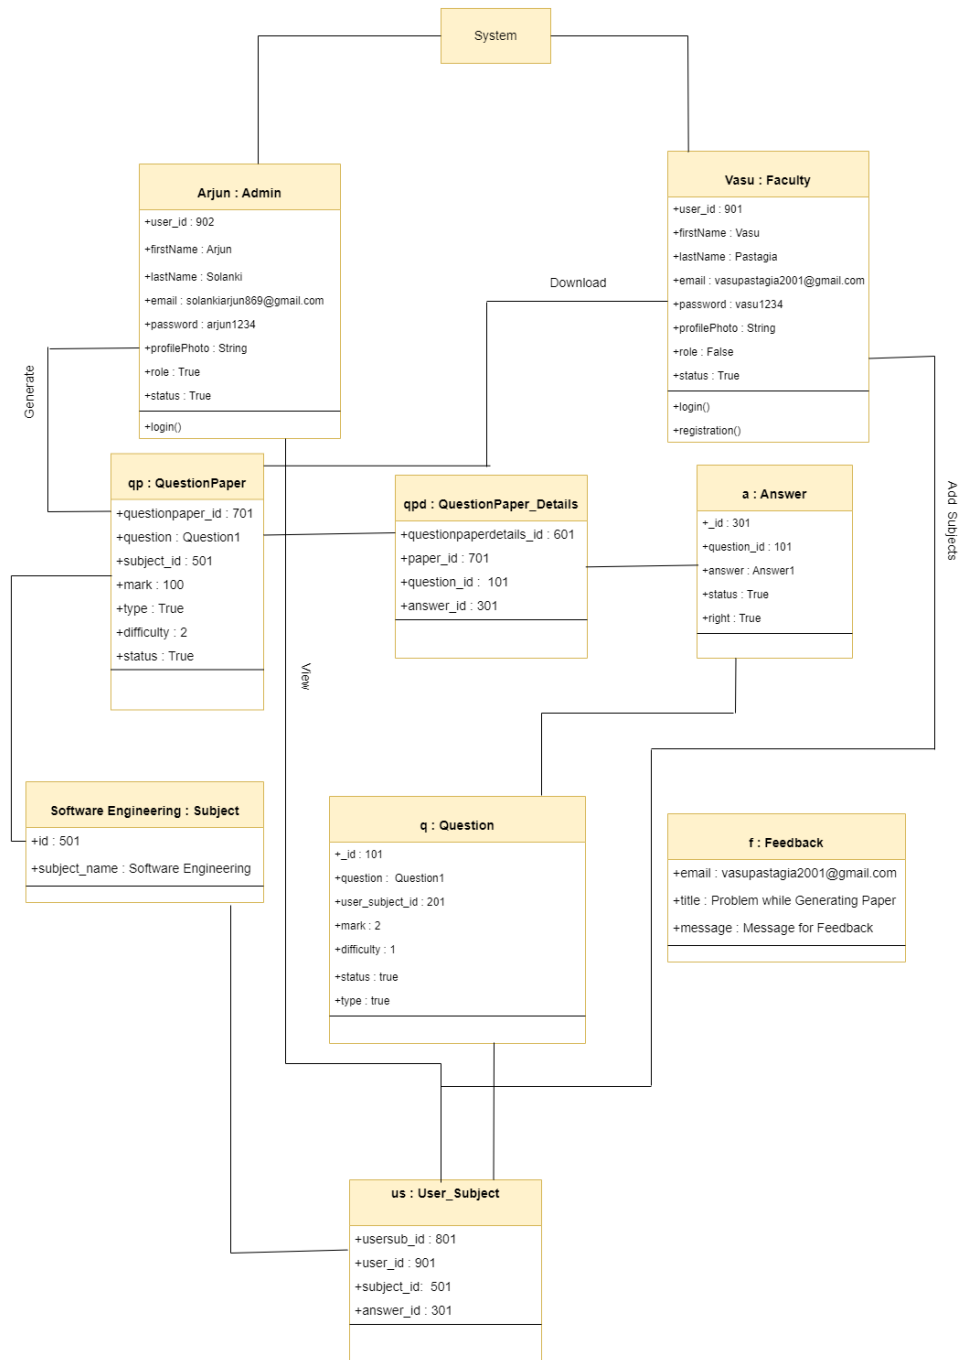 System
Arjun : Admin
+user_id : 902
+firstName : Arjun
+lastName : Solanki
+email : solankiarjun869@gmail.com
+password : arjun1234
+profilePhoto : String
+role : True
+status : True
+login()
Vasu : Faculty
+user_id : 901
+firstName : Vasu
+lastName : Pastagia
+email : vasupastagia2001@gmail.com
+password : vasu1234
+profilePhoto : String
+role : False
+status : True
+login()
+registration()
Download
Generate
Add Subjects
View
qp : QuestionPaper
+questionpaper_id : 701
+question : Question1
+subject_id : 501
+mark : 100
+type : True
+difficulty : 2
+status : True
qpd : QuestionPaper_Details
+questionpaperdetails_id : 601
+paper_id : 701
+question_id : 101
+answer_id : 301
a : Answer
+_id : 301
+question_id : 101
+answer : Answer1
+status : True
+right : True
Software Engineering : Subject
+id : 501
+subject_name : Software Engineering
q : Question
+_id : 101
+question : Question1
+user_subject_id : 201
+mark : 2
+difficulty : 1
+status : true
+type : true
f : Feedback
+email : vasupastagia2001@gmail.com
+title : Problem while Generating Paper
+message : Message for Feedback
us : User_Subject
+usersub_id : 801
+user_id : 901
+subject_id: 501
+answer_id : 301